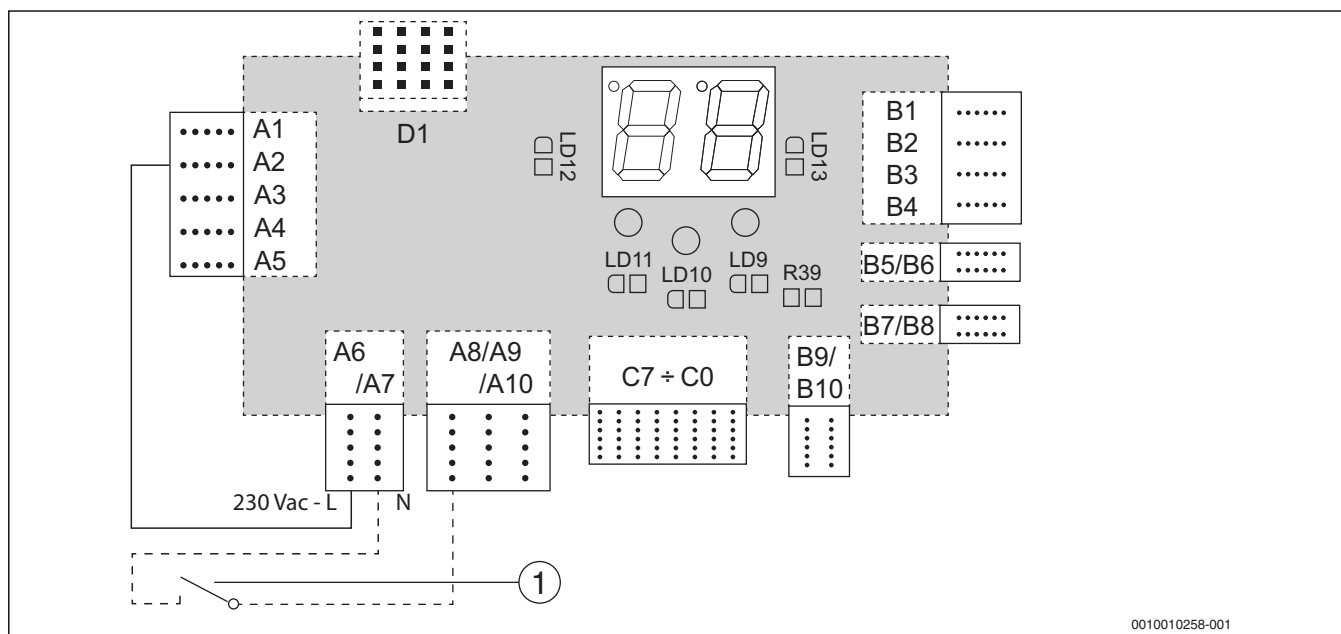 D1
A1
A2
A3
A4
A5
LD12
LD13
B1
B2
B3
B4
LD11
LD10
LD9
R39
B5/B6
B7/B8
A6
/A7
A8/A9
/A10
C7 ÷ C0
B9/
B10
230 Vac - L
N
1
0010010258-001